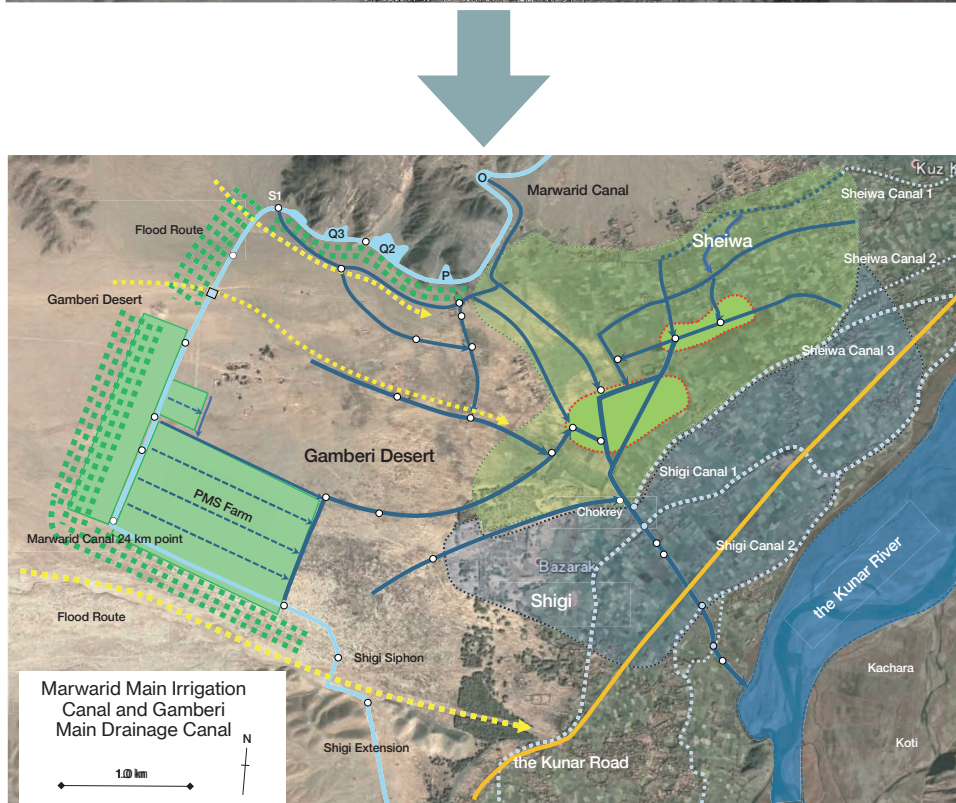 Kuz K
O
Marwarid Canal
S1
Sheiwa Canal 1
Flood Route
Q3
Q2
Sheiwa
P
Sheiwa Canal 2
Gamberi Desert
Sheiwa Canal 3
Gamberi Desert
Shigi Canal 1
PMS Farm
Chokrey
Marwarid Canal 24 km point
Shigi Canal 2
Bazarak
the Kunar River
Shigi
Flood Route
Shigi Siphon
Kachara
Marwarid Main Irrigation
Canal and Gamberi
Main Drainage Canal
N
Koti
Shigi Extension
the Kunar Road
1.0 km